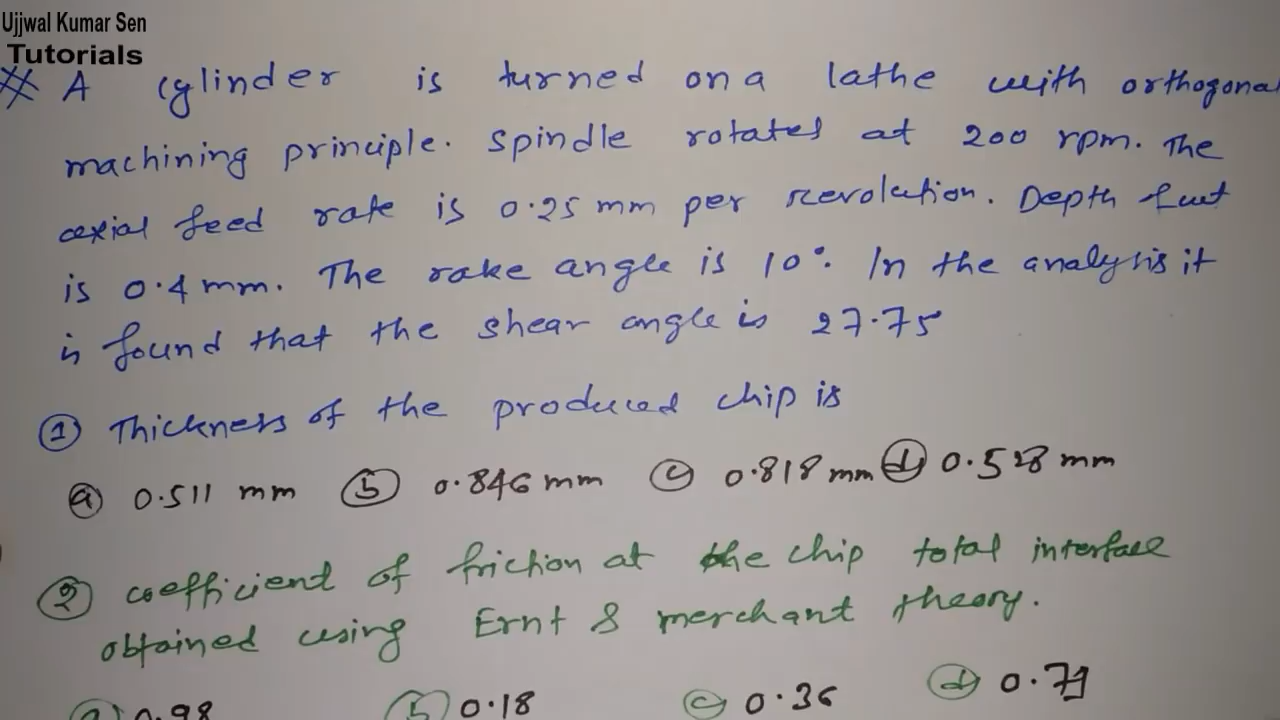 Ujjwal Kumar Sen
Tutorials
※ A cylinder is turned on a lathe with orthogonal
machining principle. Spindle rotates at 200 rpm. The
axial feed rate is 0.25 mm per revolution. Depth of cut
is 0.4 mm. The rake angle is 10°. In the analysis it
is found that the shear angle is 27.75
① Thickness of the produced chip is
ⓐ 0.511 mm ⓑ 0.846 mm ⓒ 0.818 mm ⓓ 0.528 mm
② coefficient of friction at the chip total interface
obtained using Ernt & merchant theory.
ⓐ 0.98 ⓑ 0.18 ⓒ 0.36 ⓓ 0.79